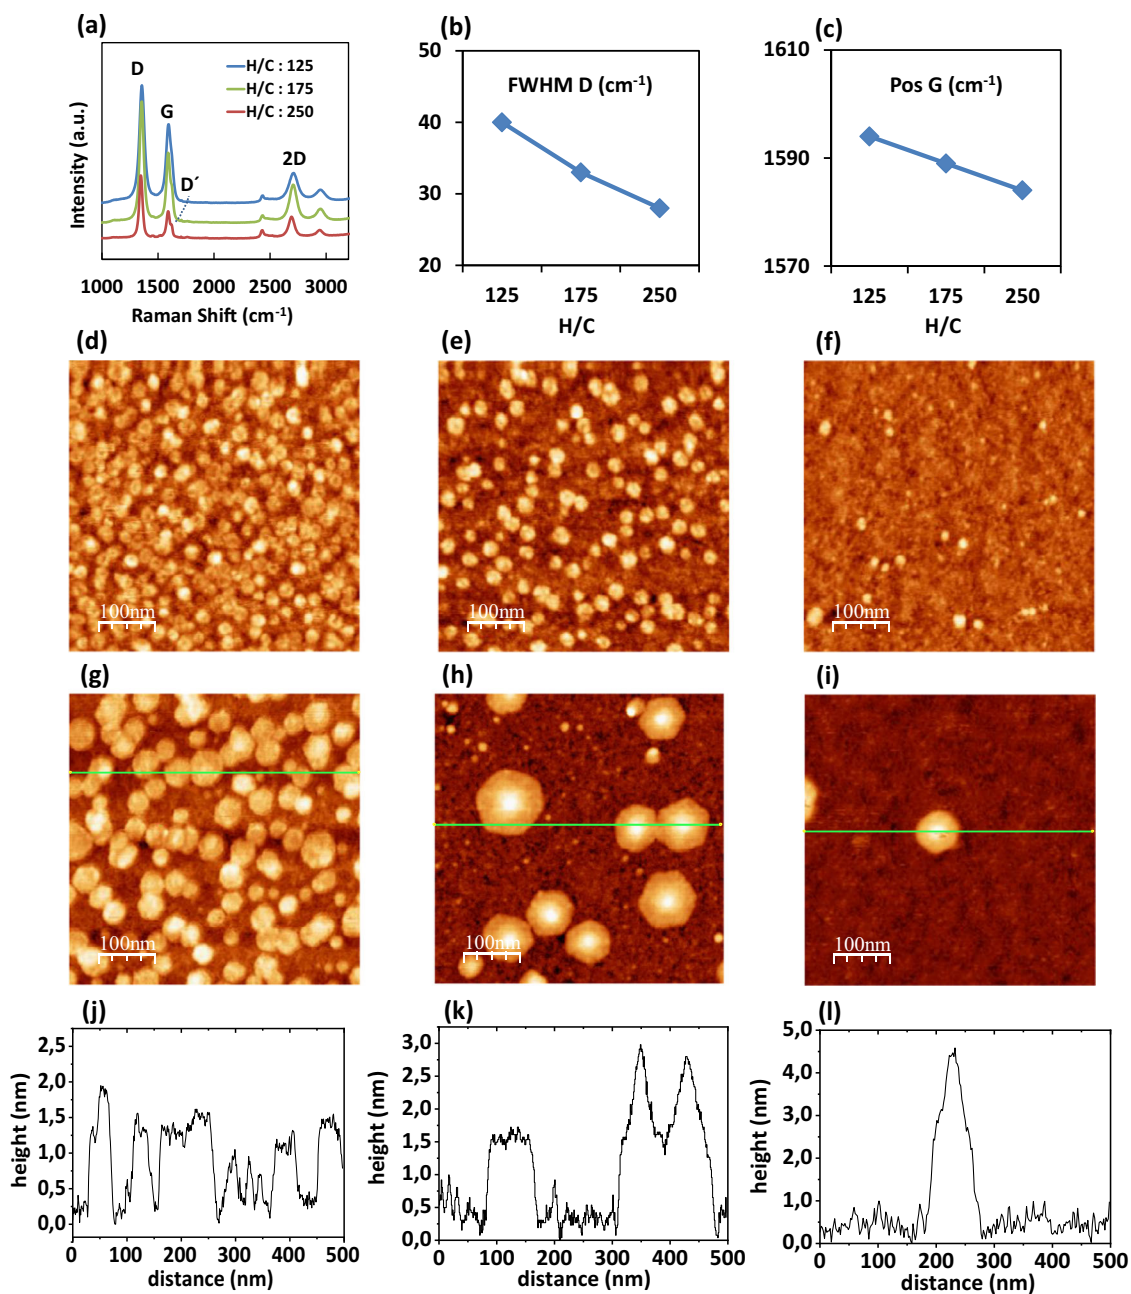 (a)
D
G
D´
2D
H/C : 125
H/C : 175
H/C : 250
Intensity (a.u.)
1000 1500 2000 2500 3000
Raman Shift (cm⁻¹)
(b)
FWHM D (cm⁻¹)
50
40
30
20
125 175 250
H/C
(c)
Pos G (cm⁻¹)
1610
1590
1570
125 175 250
H/C
(d)
100nm
(e)
100nm
(f)
100nm
(g)
100nm
(h)
100nm
(i)
100nm
(j)
height (nm)
2,5
2,0
1,5
1,0
0,5
0,0
0 100 200 300 400 500
distance (nm)
(k)
height (nm)
3,0
2,5
2,0
1,5
1,0
0,5
0,0
0 100 200 300 400 500
distance (nm)
(l)
height (nm)
5,0
4,0
3,0
2,0
1,0
0,0
0 100 200 300 400 500
distance (nm)